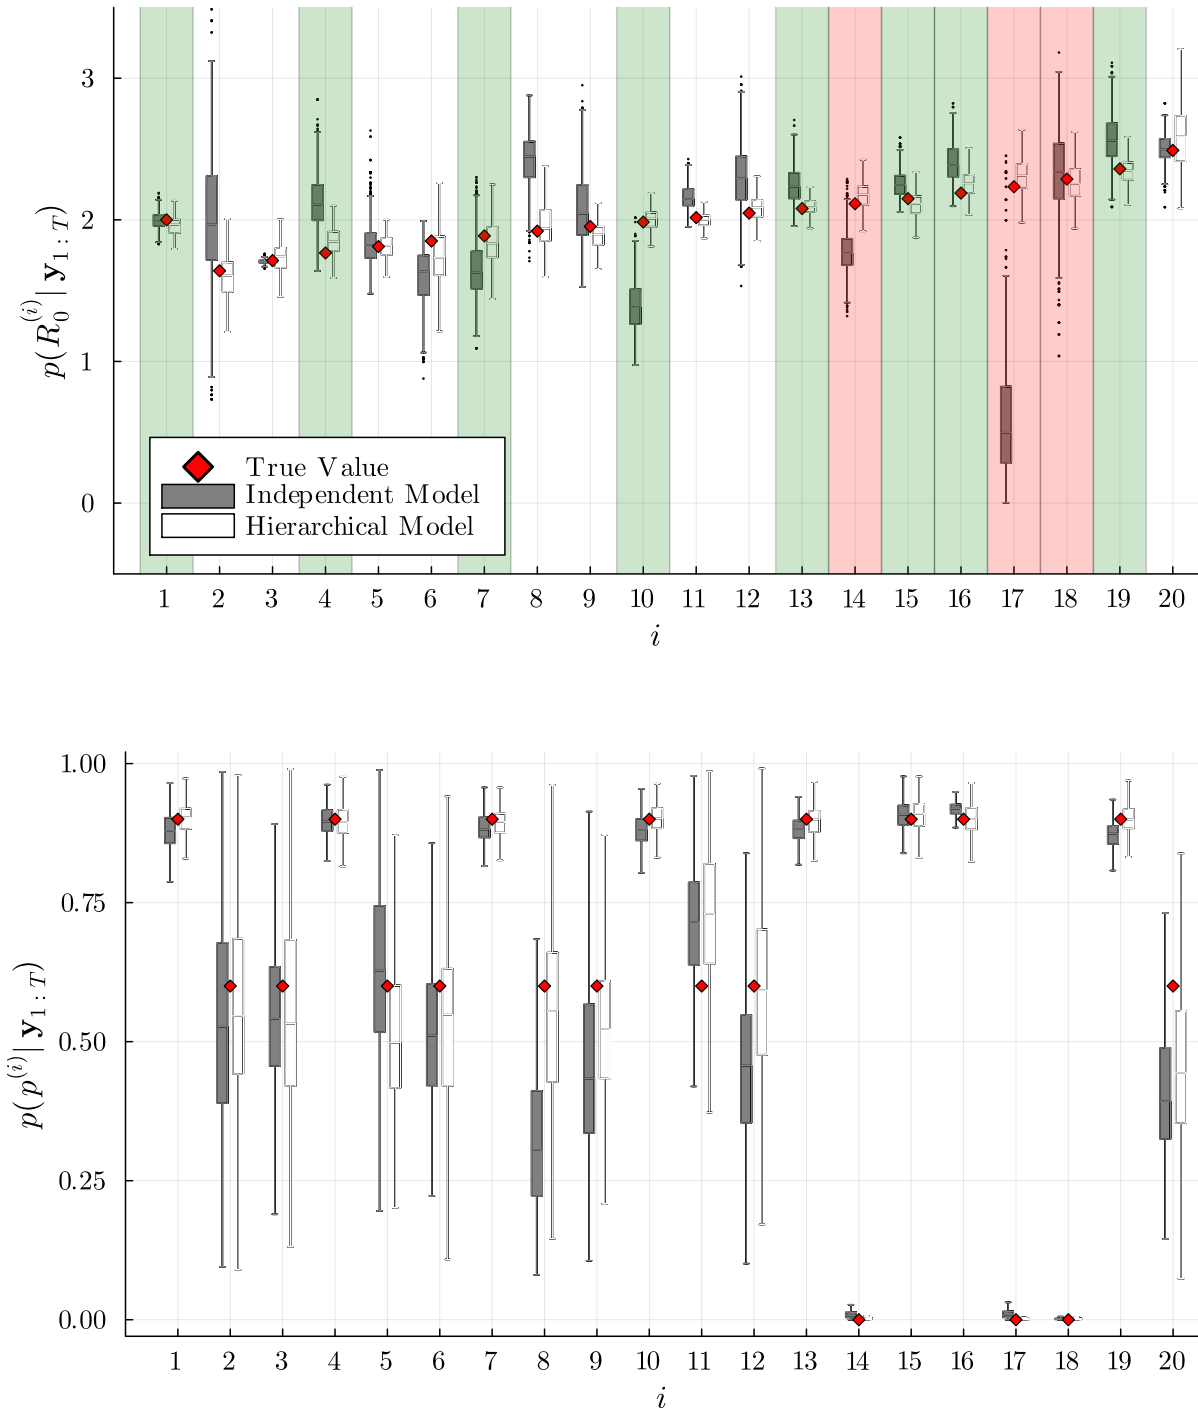 3
2
1
0
p(R_0^{(i)} | y_{1:T})
True Value
Independent Model
Hierarchical Model
1 2 3 4 5 6 7 8 9 10 11 12 13 14 15 16 17 18 19 20
i
1.00
0.75
0.50
0.25
0.00
p(p^{(i)} | y_{1:T})
1 2 3 4 5 6 7 8 9 10 11 12 13 14 15 16 17 18 19 20
i